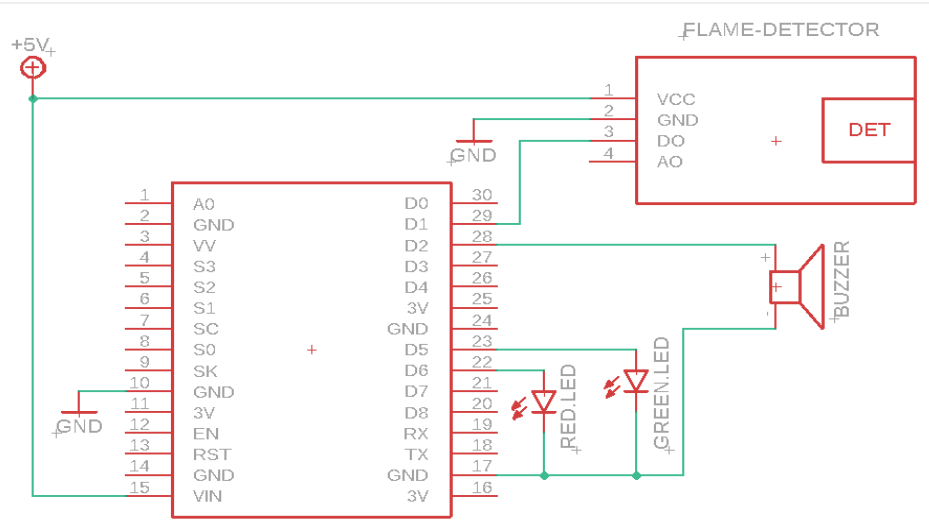 +5V
FLAME-DETECTOR
1 VCC
2 GND
3 DO
4 AO
DET
GND
1 A0 D0 30
2 GND D1 29
3 VV D2 28
4 S3 D3 27
5 S2 D4 26
6 S1 3V 25
7 SC GND 24
8 S0 D5 23
9 SK D6 22
10 GND D7 21
11 3V D8 20
12 EN RX 19
13 RST TX 18
14 GND GND 17
15 VIN 3V 16
GND
+
-
BUZZER
RED.LED
GREEN.LED